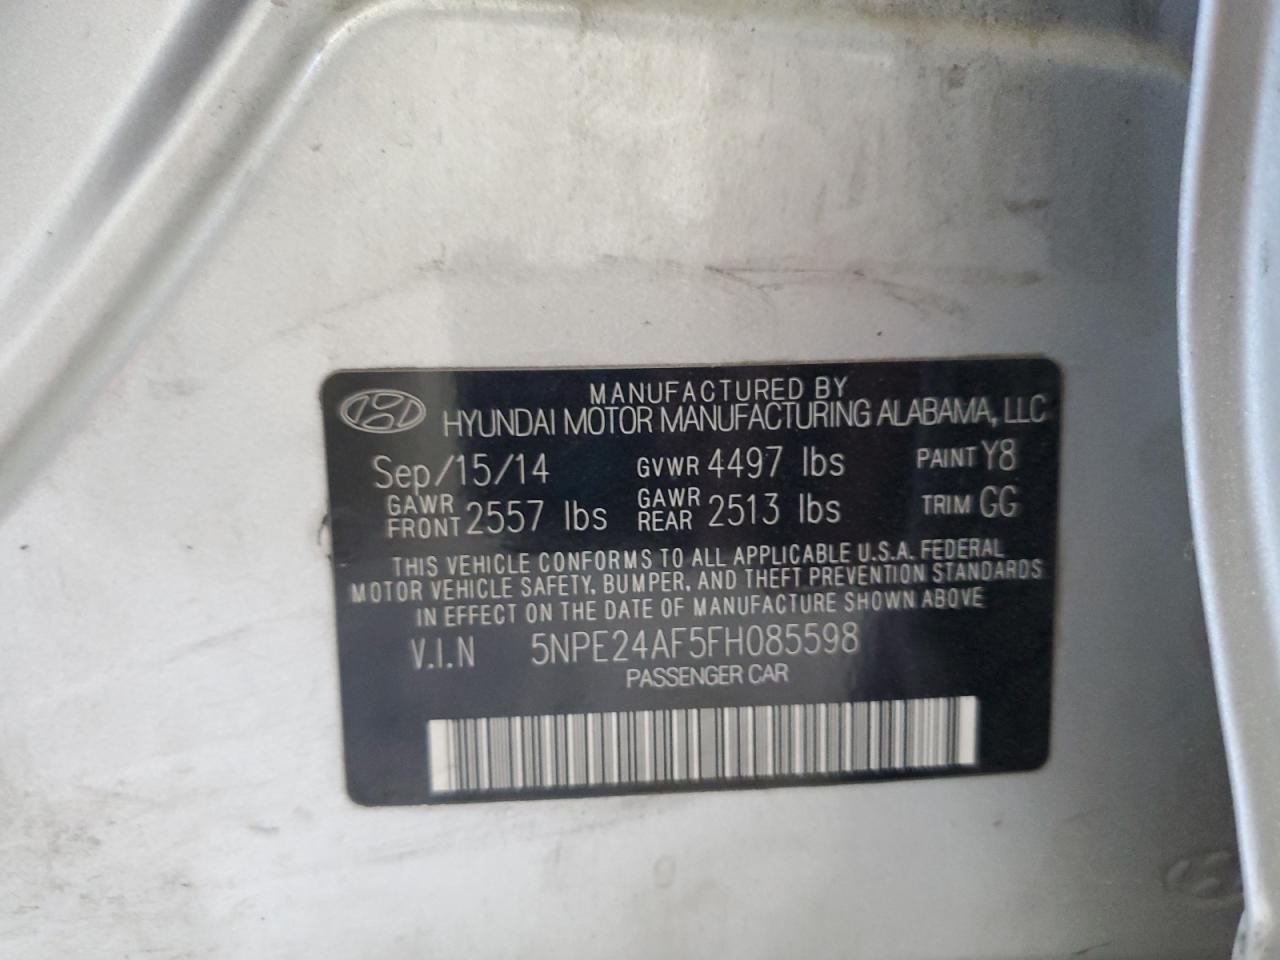 MANUFACTURED BY
HYUNDAI MOTOR MANUFACTURING ALABAMA, LLC
Sep/15/14 GVWR 4497 lbs PAINT Y8
GAWR FRONT 2557 lbs GAWR REAR 2513 lbs TRIM GG
THIS VEHICLE CONFORMS TO ALL APPLICABLE U.S.A. FEDERAL
MOTOR VEHICLE SAFETY, BUMPER, AND THEFT PREVENTION STANDARDS
IN EFFECT ON THE DATE OF MANUFACTURE SHOWN ABOVE
V.I.N 5NPE24AF5FH085598
PASSENGER CAR